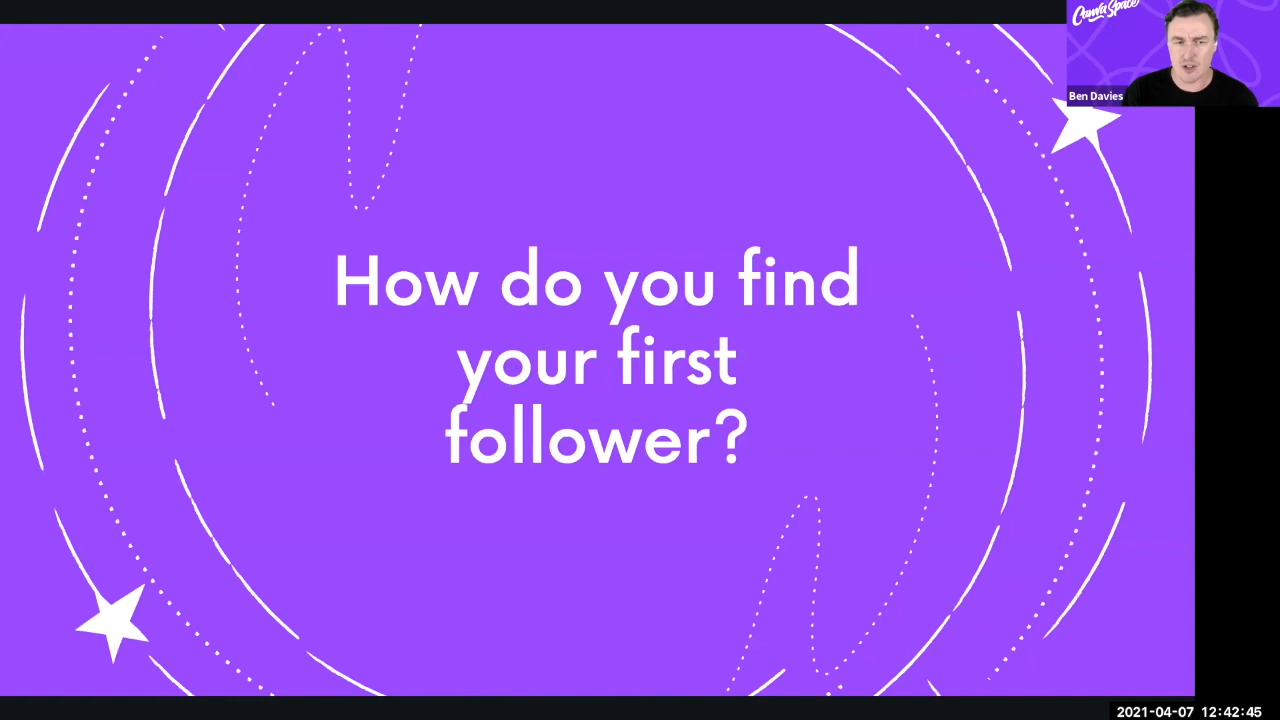 Canva Space
Ben Davies
How do you find
your first
follower?
2021-04-07 12:42:45